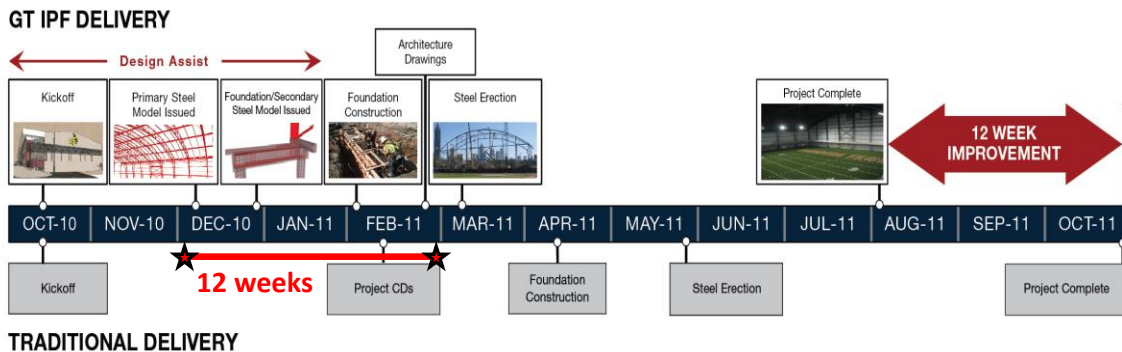 GT IPF DELIVERY
Design Assist
Architecture
Drawings
Kickoff
Primary Steel
Model Issued
Foundation/Secondary
Steel Model Issued
Foundation
Construction
Steel Erection
Project Complete
12 WEEK
IMPROVEMENT
OCT-10 NOV-10 DEC-10 JAN-11 FEB-11 MAR-11 APR-11 MAY-11 JUN-11 JUL-11 AUG-11 SEP-11 OCT-11
12 weeks
Kickoff
Project CDs
Foundation
Construction
Steel Erection
Project Complete
TRADITIONAL DELIVERY